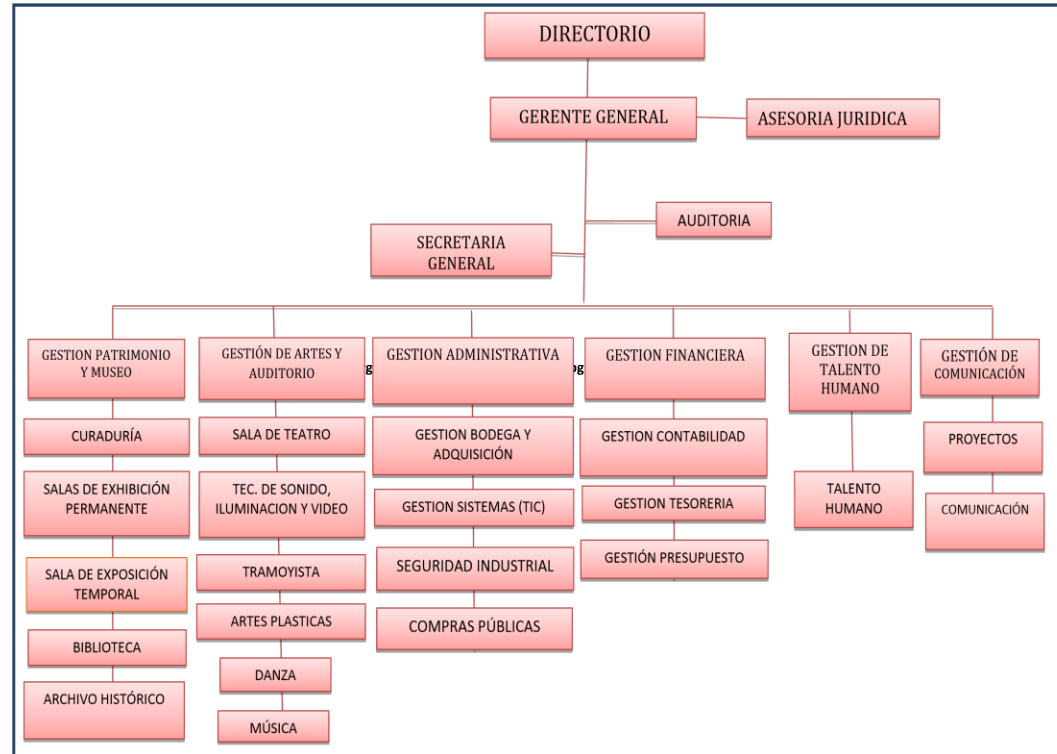 DIRECTORIO
GERENTE GENERAL
ASESORIA JURIDICA
AUDITORIA
SECRETARIA
GENERAL
GESTION PATRIMONIO
Y MUSEO
CURADURÍA
SALAS DE EXHIBICIÓN
PERMANENTE
SALA DE EXPOSICIÓN
TEMPORAL
BIBLIOTECA
ARCHIVO HISTÓRICO
GESTIÓN DE ARTES Y
AUDITORIO
SALA DE TEATRO
TEC. DE SONIDO,
ILUMINACION Y VIDEO
TRAMOYISTA
ARTES PLASTICAS
DANZA
MÚSICA
GESTION ADMINISTRATIVA
GESTION BODEGA Y
ADQUISICIÓN
GESTION SISTEMAS (TIC)
SEGURIDAD INDUSTRIAL
COMPRAS PÚBLICAS
GESTION FINANCIERA
GESTION CONTABILIDAD
GESTION TESORERIA
GESTIÓN PRESUPUESTO
GESTION DE
TALENTO
HUMANO
TALENTO
HUMANO
GESTIÓN DE
COMUNICACIÓN
PROYECTOS
COMUNICACIÓN